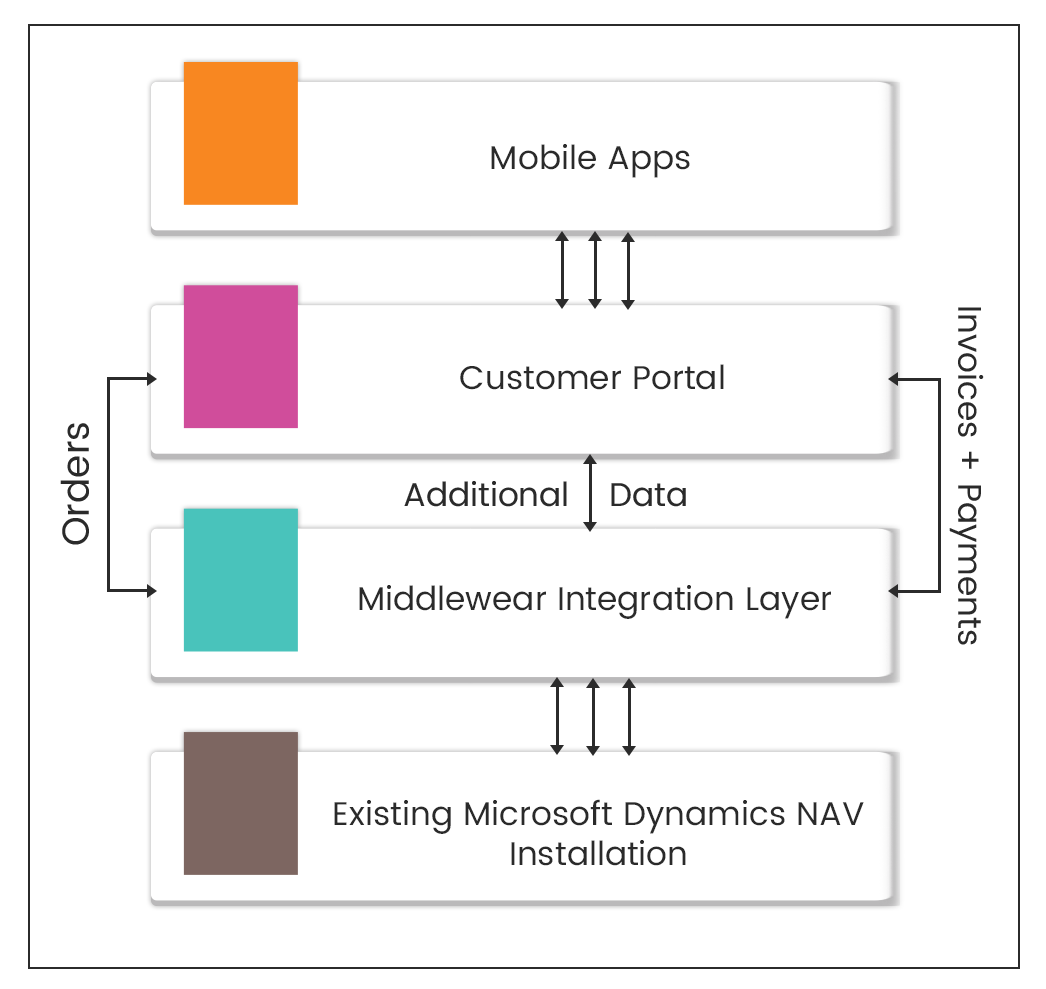 Mobile Apps
Customer Portal
Orders
Invoices + Payments
Additional Data
Middlewear Integration Layer
Existing Microsoft Dynamics NAV
Installation